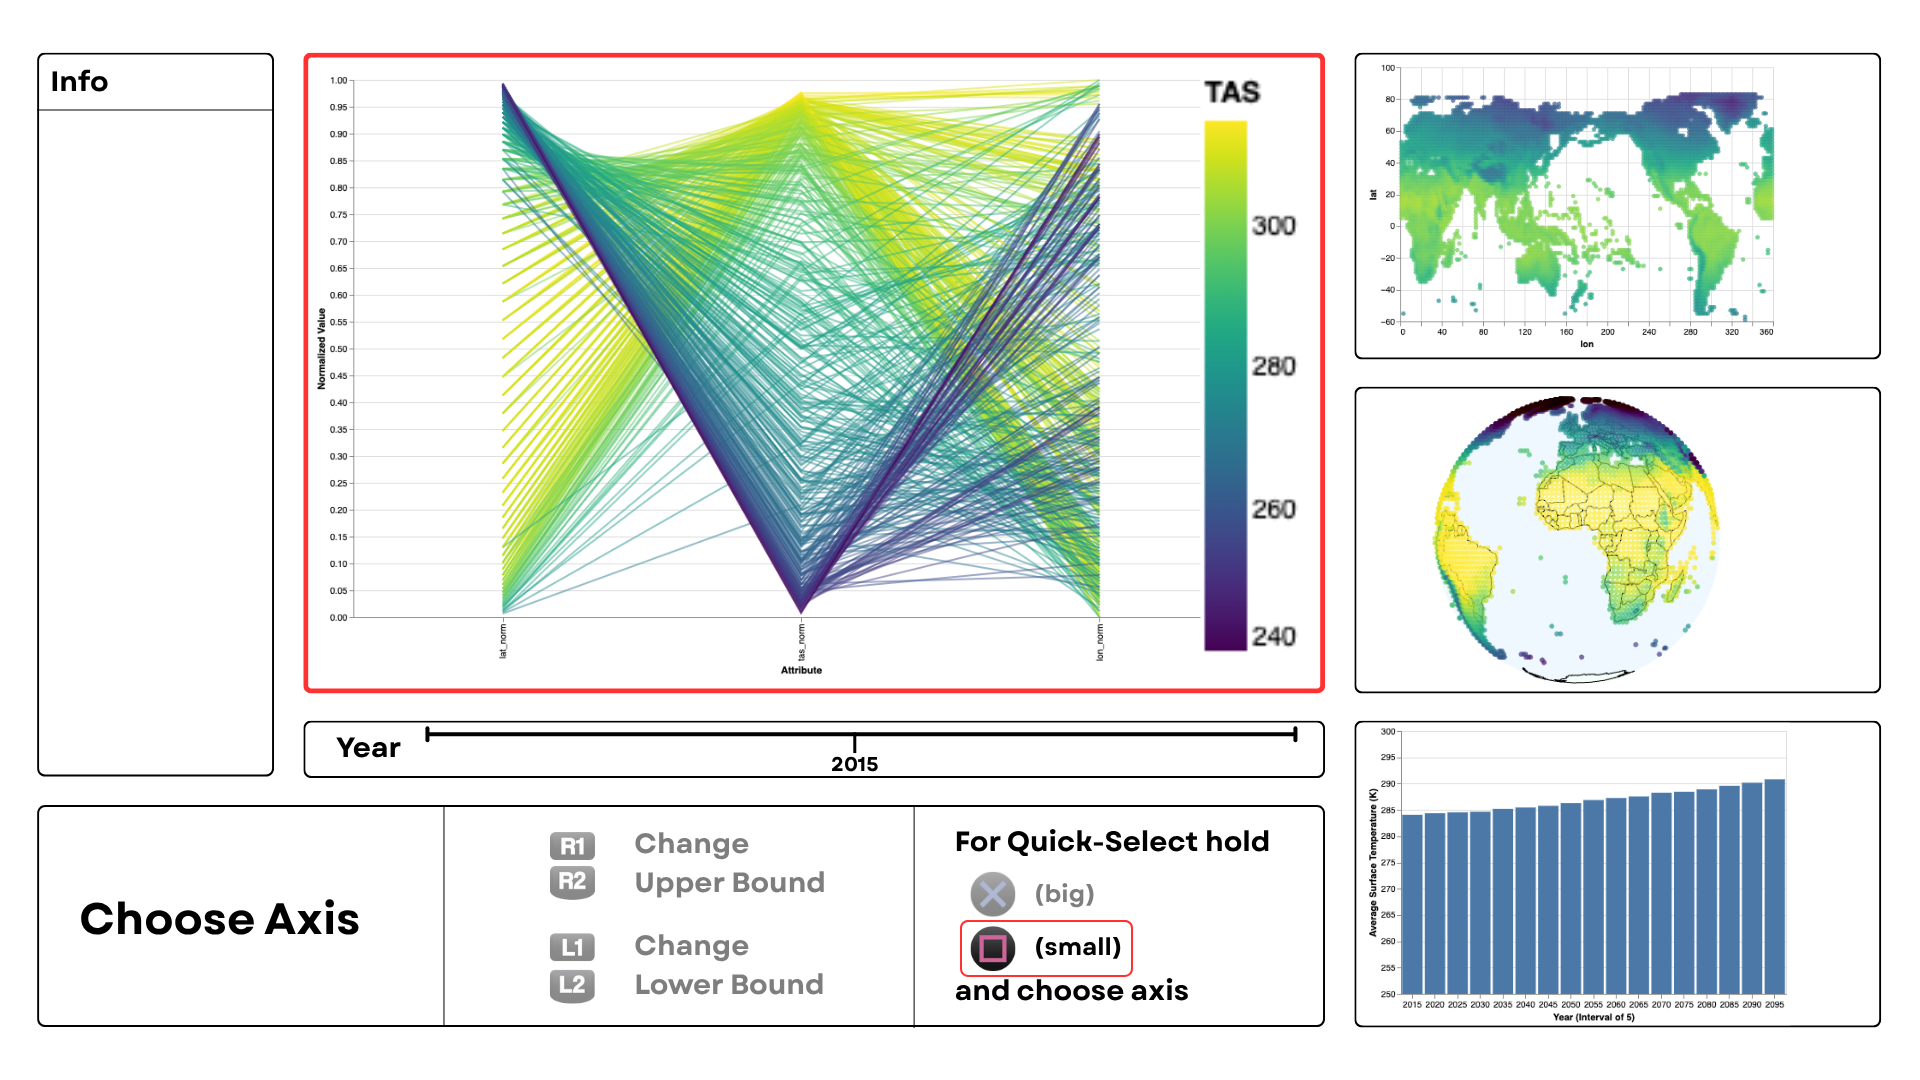 Info
1.00
0.95
0.90
0.85
0.80
0.75
0.70
0.65
0.60
0.55
0.50
0.45
0.40
0.35
0.30
0.25
0.20
0.15
0.10
0.05
0.00
Normalized Value
lat_norm
tas_norm
lon_norm
Attribute
TAS
300
280
260
240
100
80
60
40
20
0
−20
−40
−60
lat
0 40 80 120 160 200 240 280 320 360
lon
Year
2015
300
295
290
285
280
275
270
265
260
255
250
Average Surface Temperature (K)
2015 2020 2025 2030 2035 2040 2045 2050 2055 2060 2065 2070 2075 2080 2085 2090 2095
Year (Interval of 5)
Choose Axis
R1 Change
R2 Upper Bound
L1 Change
L2 Lower Bound
For Quick-Select hold
(big)
(small)
and choose axis